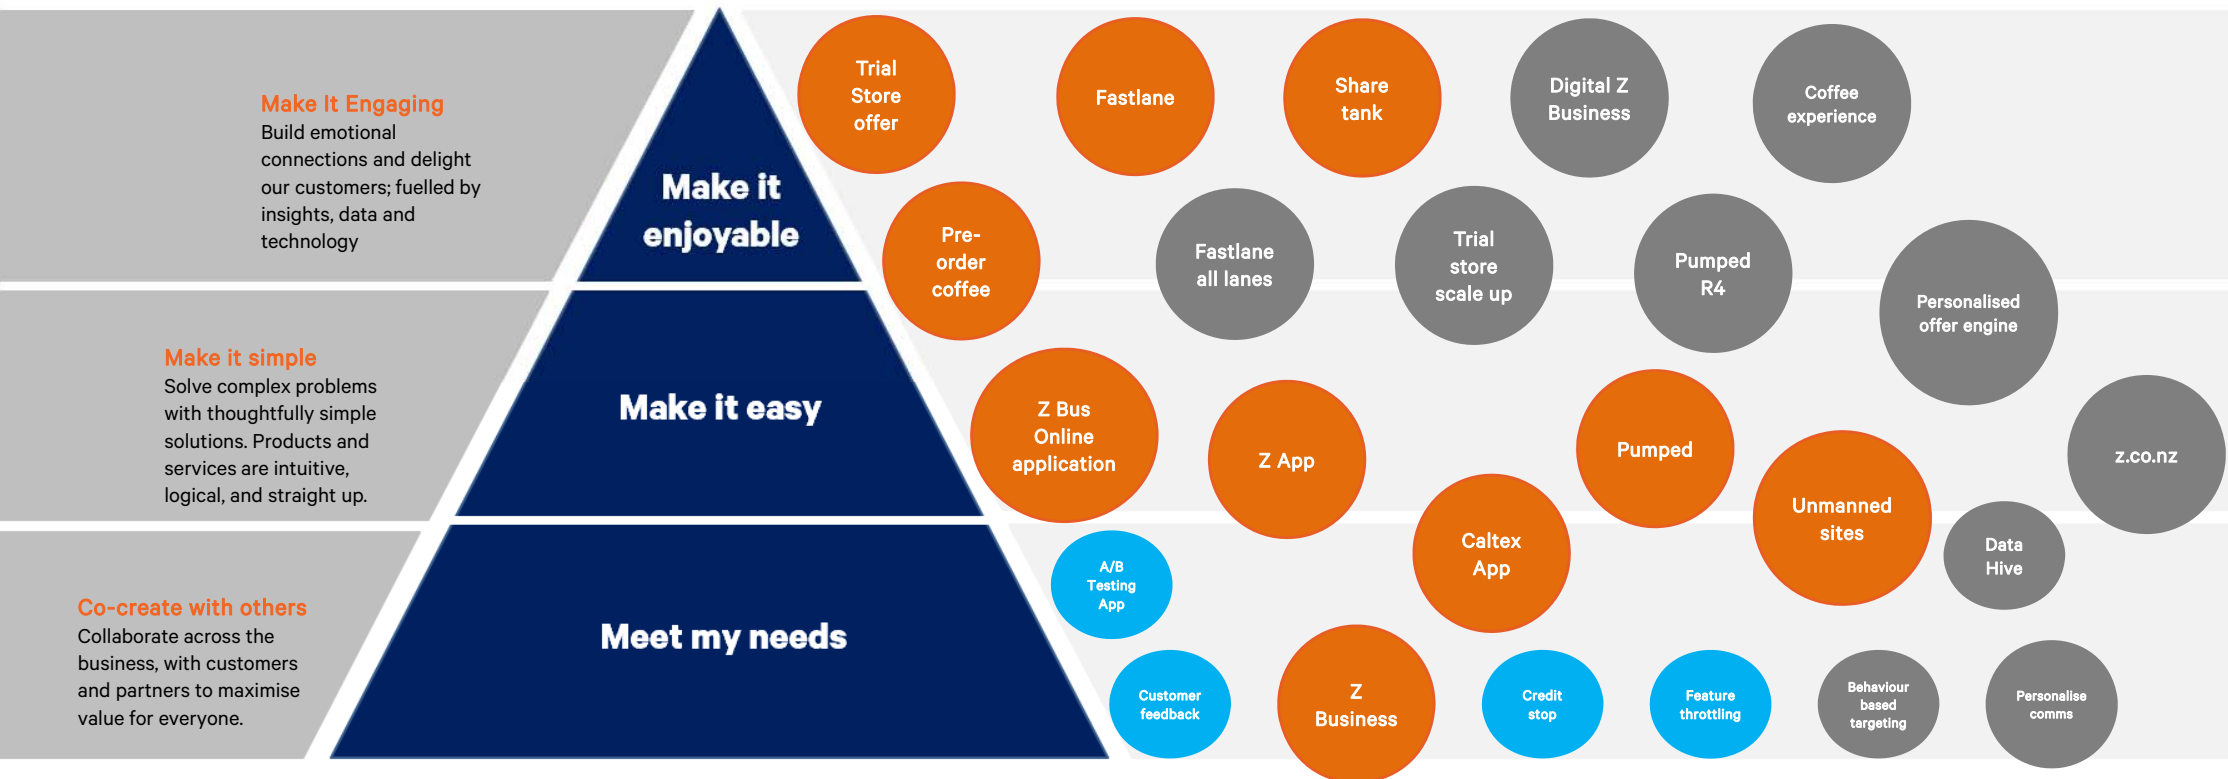 Make It Engaging
Build emotional
connections and delight
our customers; fuelled by
insights, data and
technology
Make it
enjoyable
Trial
Store
offer
Fastlane
Share
tank
Digital Z
Business
Coffee
experience
Pre-
order
coffee
Fastlane
all lanes
Trial
store
scale up
Pumped
R4
Personalised
offer engine
Make it simple
Solve complex problems
with thoughtfully simple
solutions. Products and
services are intuitive,
logical, and straight up.
Make it easy
Z Bus
Online
application
Z App
Caltex
App
Pumped
Unmanned
sites
z.co.nz
Data
Hive
Co-create with others
Collaborate across the
business, with customers
and partners to maximise
value for everyone.
Meet my needs
A/B
Testing
App
Customer
feedback
Z
Business
Credit
stop
Feature
throttling
Behaviour
based
targeting
Personalise
comms